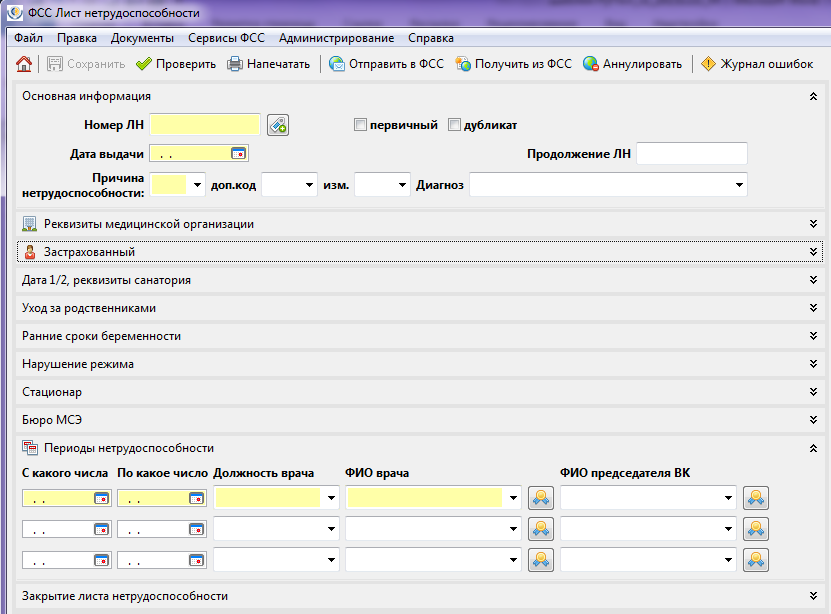 ФСС Лист нетрудоспособности
Файл Правка Документы Сервисы ФСС Администрирование Справка
Сохранить Проверить Напечатать Отправить в ФСС Получить из ФСС Аннулировать Журнал ошибок
Основная информация
Номер ЛН первичный дубликат
Дата выдачи . . Продолжение ЛН
Причина
нетрудоспособности: доп.код изм. Диагноз
Реквизиты медицинской организации
Застрахованный
Дата 1/2, реквизиты санатория
Уход за родственниками
Ранние сроки беременности
Нарушение режима
Стационар
Бюро МСЭ
Периоды нетрудоспособности
С какого числа По какое число Должность врача ФИО врача ФИО председателя ВК
. . . .
. . . .
. . . .
Закрытие листа нетрудоспособности